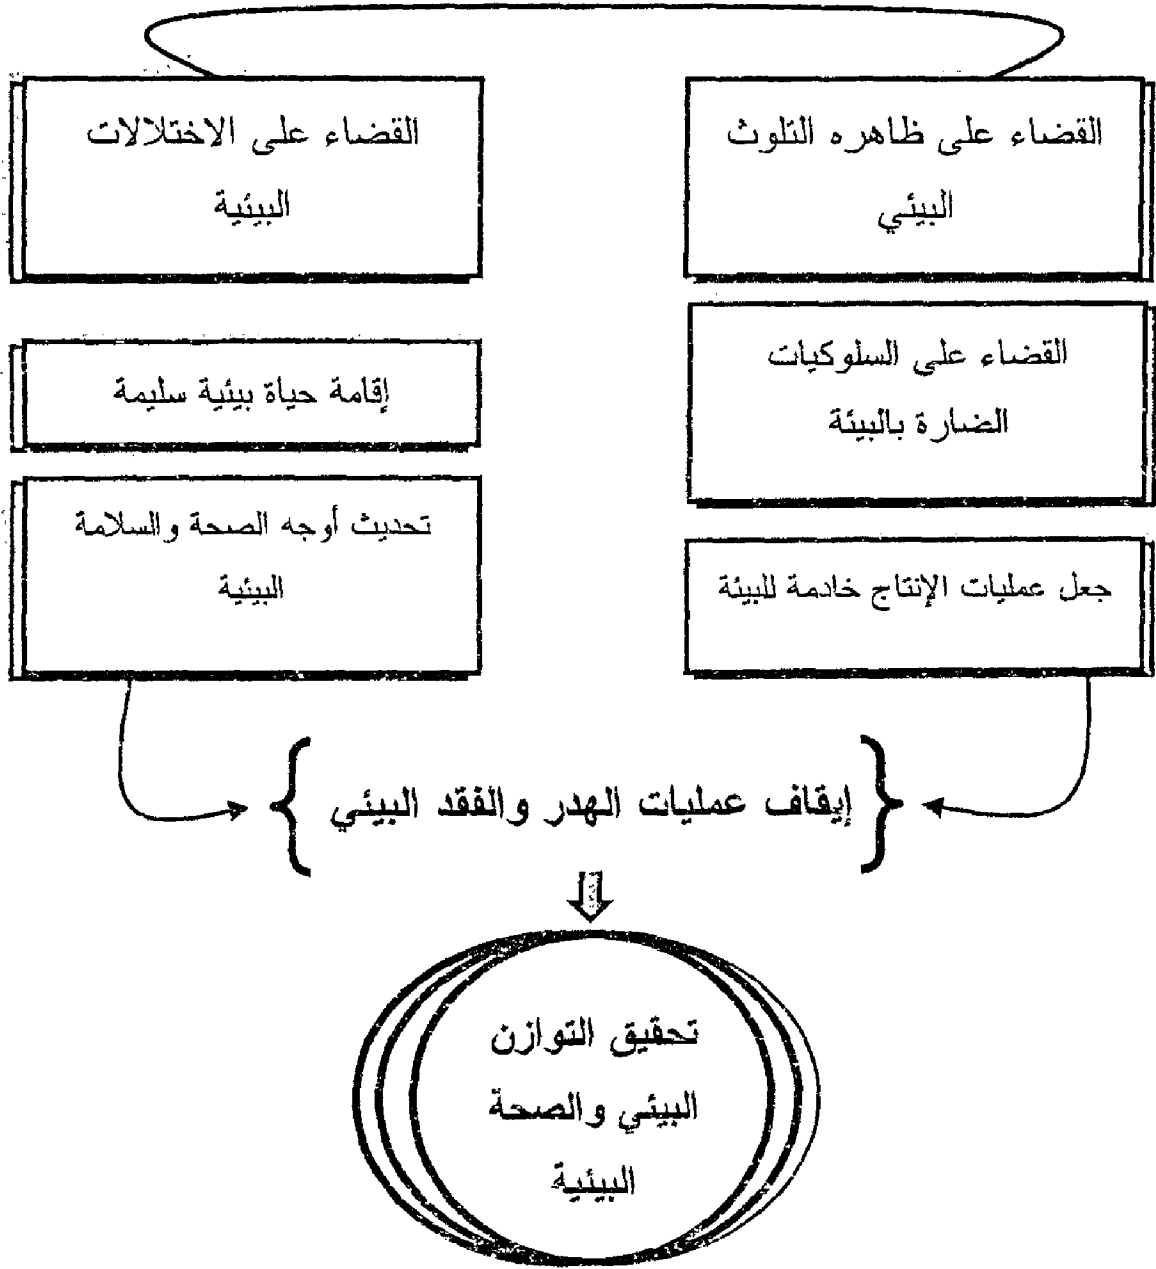 القضاء على ظاهره التلوث
البيئي
القضاء على السلوكيات
الضارة بالبيئة
جعل عمليات الإنتاج خادمة للبيئة
القضاء على الاختلالات
البيئية
إقامة حياة بيئية سليمة
تحديث أوجه الصحة والسلامة
البيئية
إيقاف عمليات الهدر والفقد البيئي
تحقيق التوازن
البيئي والصحة
البيئية